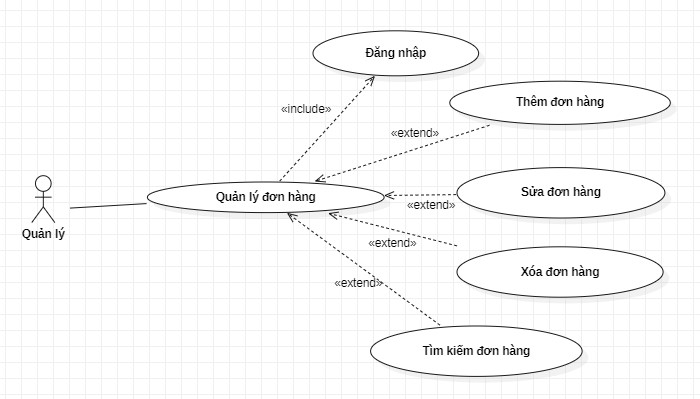 Đăng nhập
Thêm đơn hàng
«include»
«extend»
Sửa đơn hàng
Quản lý đơn hàng
«extend»
Quản lý
«extend»
Xóa đơn hàng
«extend»
Tìm kiếm đơn hàng